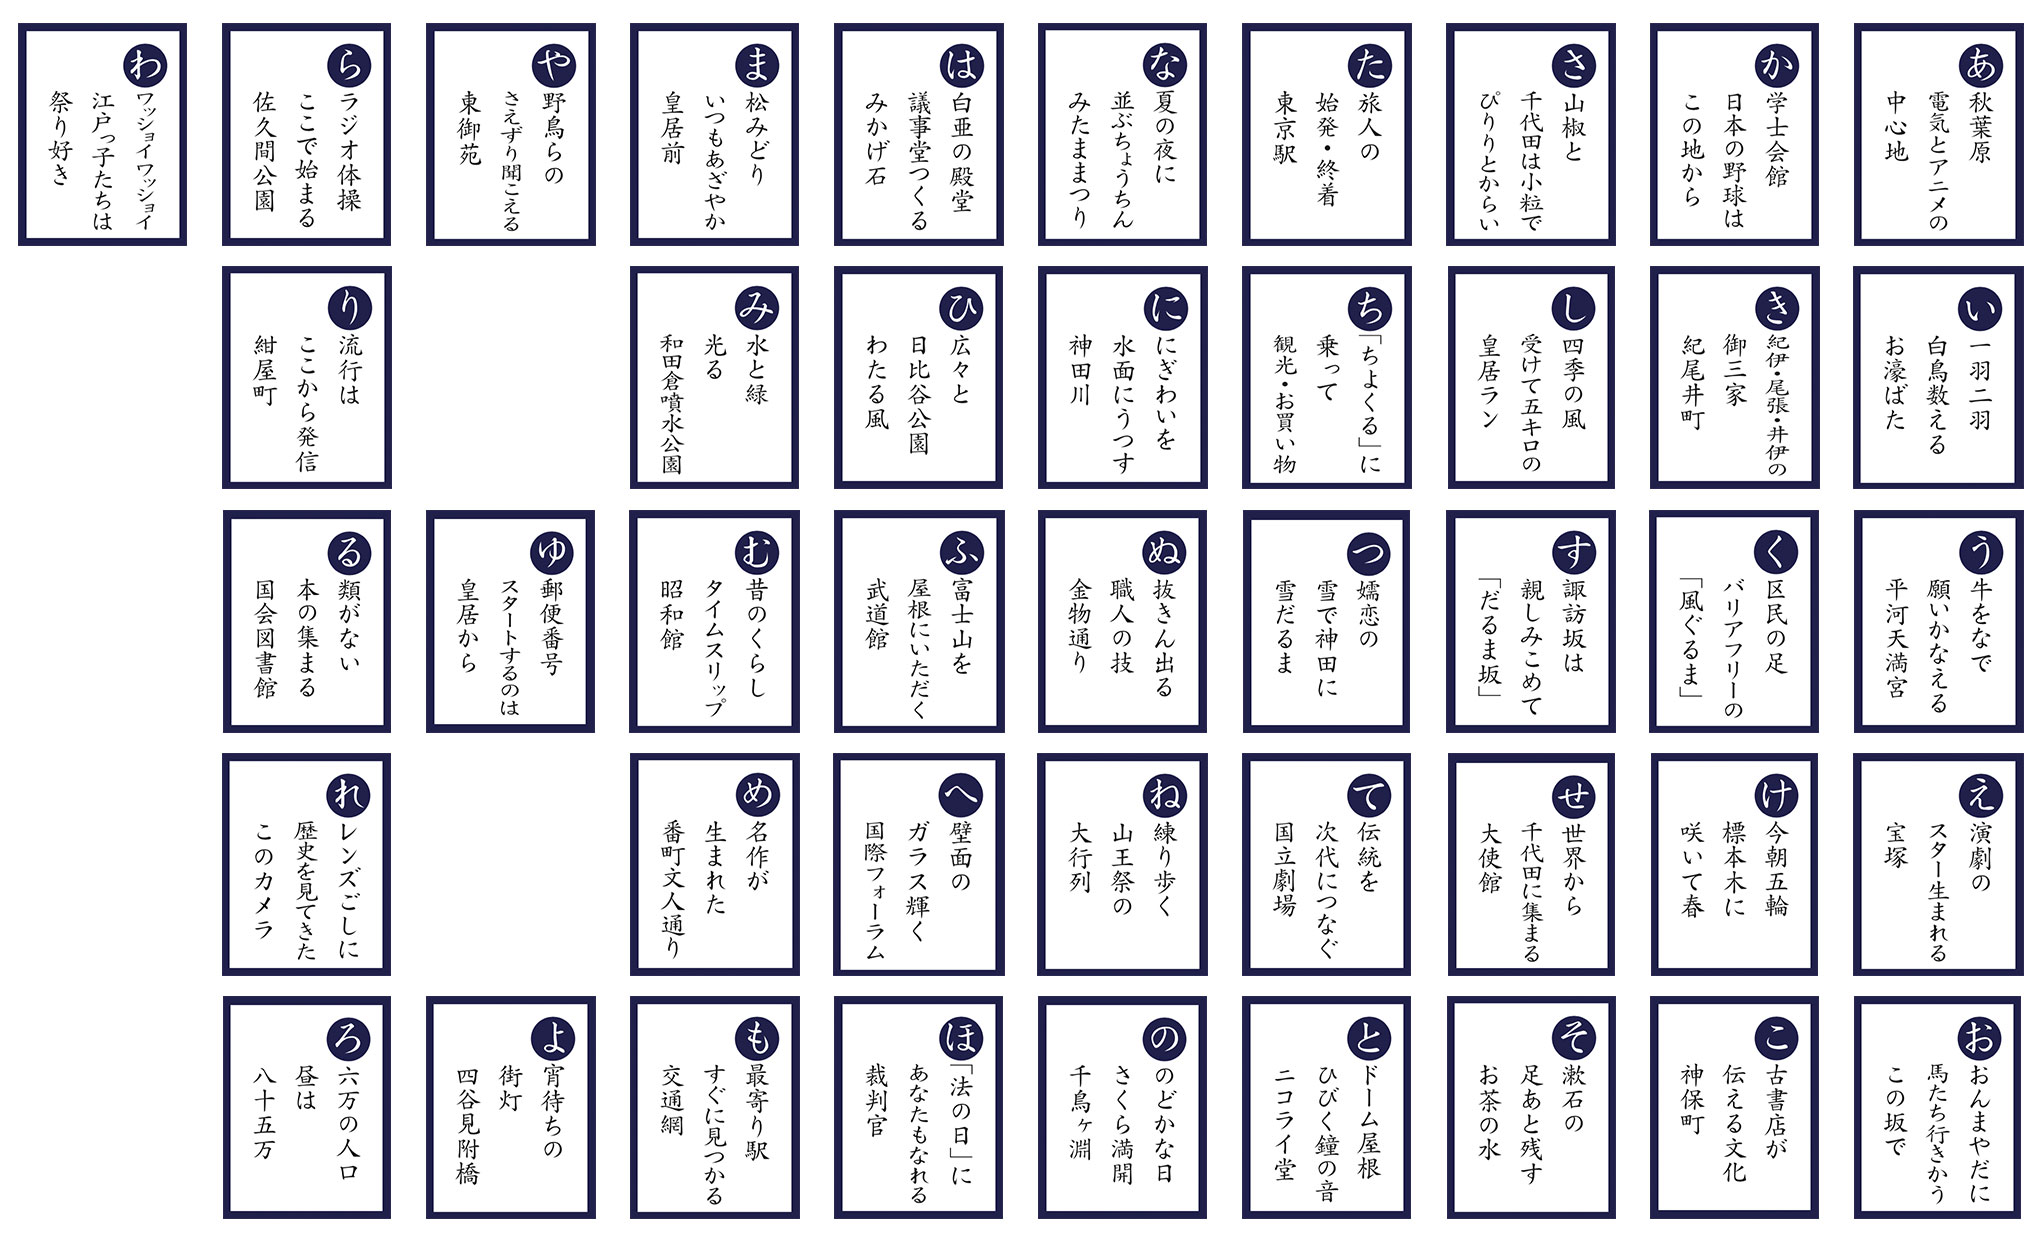 あ
秋葉原
電気とアニメの
中心地
い
一羽二羽
白鳥数える
お濠ばた
う
牛をなで
願いかなえる
平河天満宮
え
演劇の
スター生まれる
宝塚
お
おんまやだに
馬たち行きかう
この坂で
か
学士会館
日本の野球は
この地から
き
紀伊・尾張・井伊の
御三家
紀尾井町
く
区民の足
バリアフリーの
「風ぐるま」
け
今朝五輪
標本木に
咲いて春
こ
古書店が
伝える文化
神保町
さ
山椒と
千代田は小粒で
ぴりりとからい
し
四季の風
受けて五キロの
皇居ラン
す
諏訪坂は
親しみこめて
「だるま坂」
せ
世界から
千代田に集まる
大使館
そ
漱石の
足あと残す
お茶の水
た
旅人の
始発・終着
東京駅
ち
「ちよくる」に
乗って
観光・お買い物
つ
嬬恋の
雪で神田に
雪だるま
て
伝統を
次代につなぐ
国立劇場
と
ドーム屋根
ひびく鐘の音
ニコライ堂
な
夏の夜に
並ぶちょうちん
みたままつり
に
にぎわいを
水面にうつす
神田川
ぬ
抜きん出る
職人の技
金物通り
ね
練り歩く
山王祭の
大行列
の
のどかな日
さくら満開
千鳥ヶ淵
は
白亜の殿堂
議事堂つくる
みかげ石
ひ
広々と
日比谷公園
わたる風
ふ
富士山を
屋根にいただく
武道館
へ
壁面の
ガラス輝く
国際フォーラム
ほ
「法の日」に
あなたもなれる
裁判官
ま
松みどり
いつもあざやか
皇居前
み
水と緑
光る
和田倉噴水公園
む
昔のくらし
タイムスリップ
昭和館
め
名作が
生まれた
番町文人通り
も
最寄り駅
すぐに見つかる
交通網
や
野鳥らの
さえずり聞こえる
東御苑
ゆ
郵便番号
スタートするのは
皇居から
よ
宵待ちの
街灯
四谷見附橋
ら
ラジオ体操
ここで始まる
佐久間公園
り
流行は
ここから発信
紺屋町
る
類がない
本の集まる
国会図書館
れ
レンズごしに
歴史を見てきた
このカメラ
ろ
六万の人口
昼は
八十五万
わ
ワッショイワッショイ
江戸っ子たちは
祭り好き